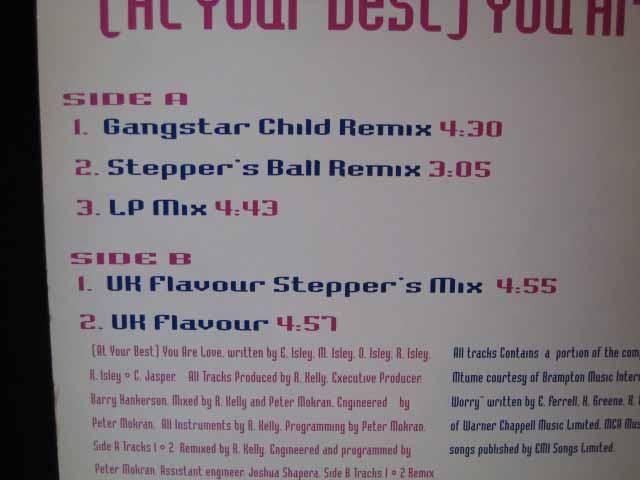 (At Your Best) You Ar
SIDE A
1. Gangstar Child Remix 4:30
2. Stepper's Ball Remix 3:05
3. LP Mix 4:43
SIDE B
1. UK Flavour Stepper's Mix 4:55
2. UK Flavour 4:57
(At Your Best) You Are Love, written by E. Isley, M. Isley, O. Isley, R. Isley,
R. Isley & C. Jasper. All Tracks Produced by R. Kelly. Executive Producer
Barry Hankerson. Mixed by R. Kelly and Peter Mokran. Engineered by
Peter Mokran. All Instruments by R. Kelly. Programming by Peter Mokran.
Side A Tracks 1 & 2 Remixed by R. Kelly. Engineered and programmed by
Peter Mokran. Assistant engineer, Joshua Shapera. Side B Tracks 1 & 2 Remix
All tracks Contains a portion of the com
Mtume courtesy of Brampton Music Inter
Worry" written by E. Ferrell, K. Greene, K.
of Warner Chappell Music Limited, MCA Mus
songs published by EMI Songs Limited.